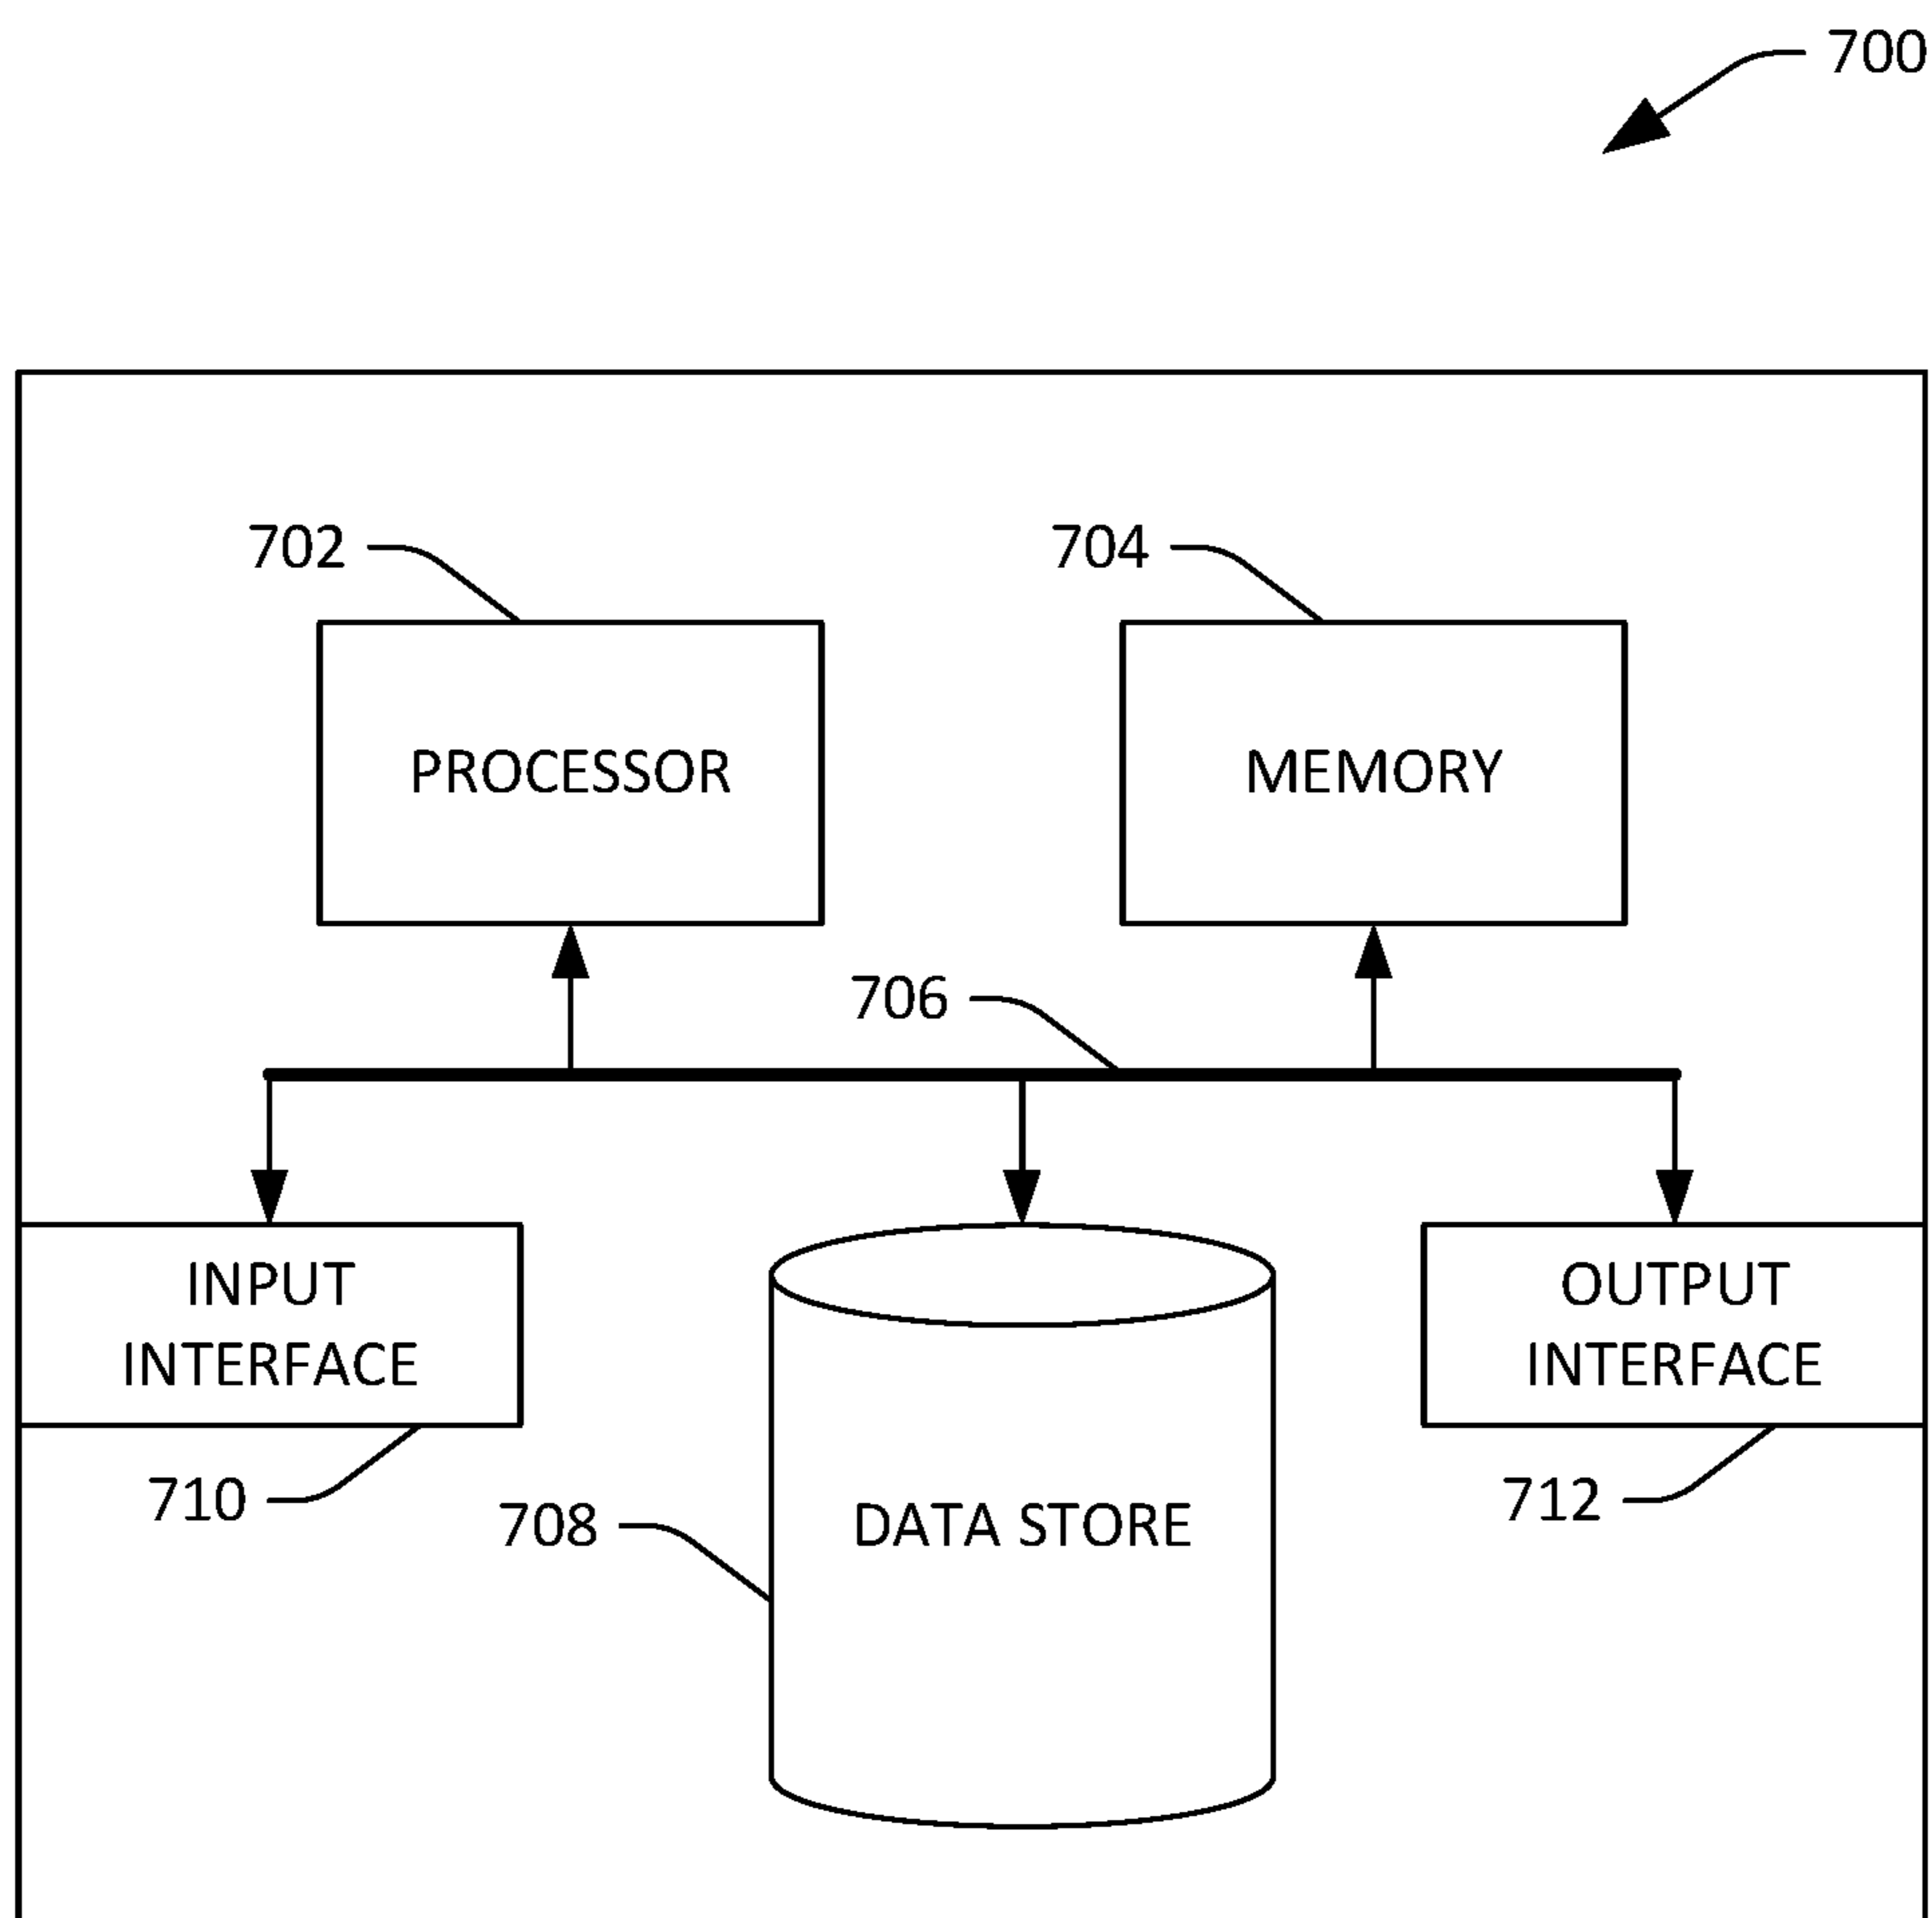 700
702
704
PROCESSOR
MEMORY
706
INPUT
INTERFACE
OUTPUT
INTERFACE
710
708
DATA STORE
712